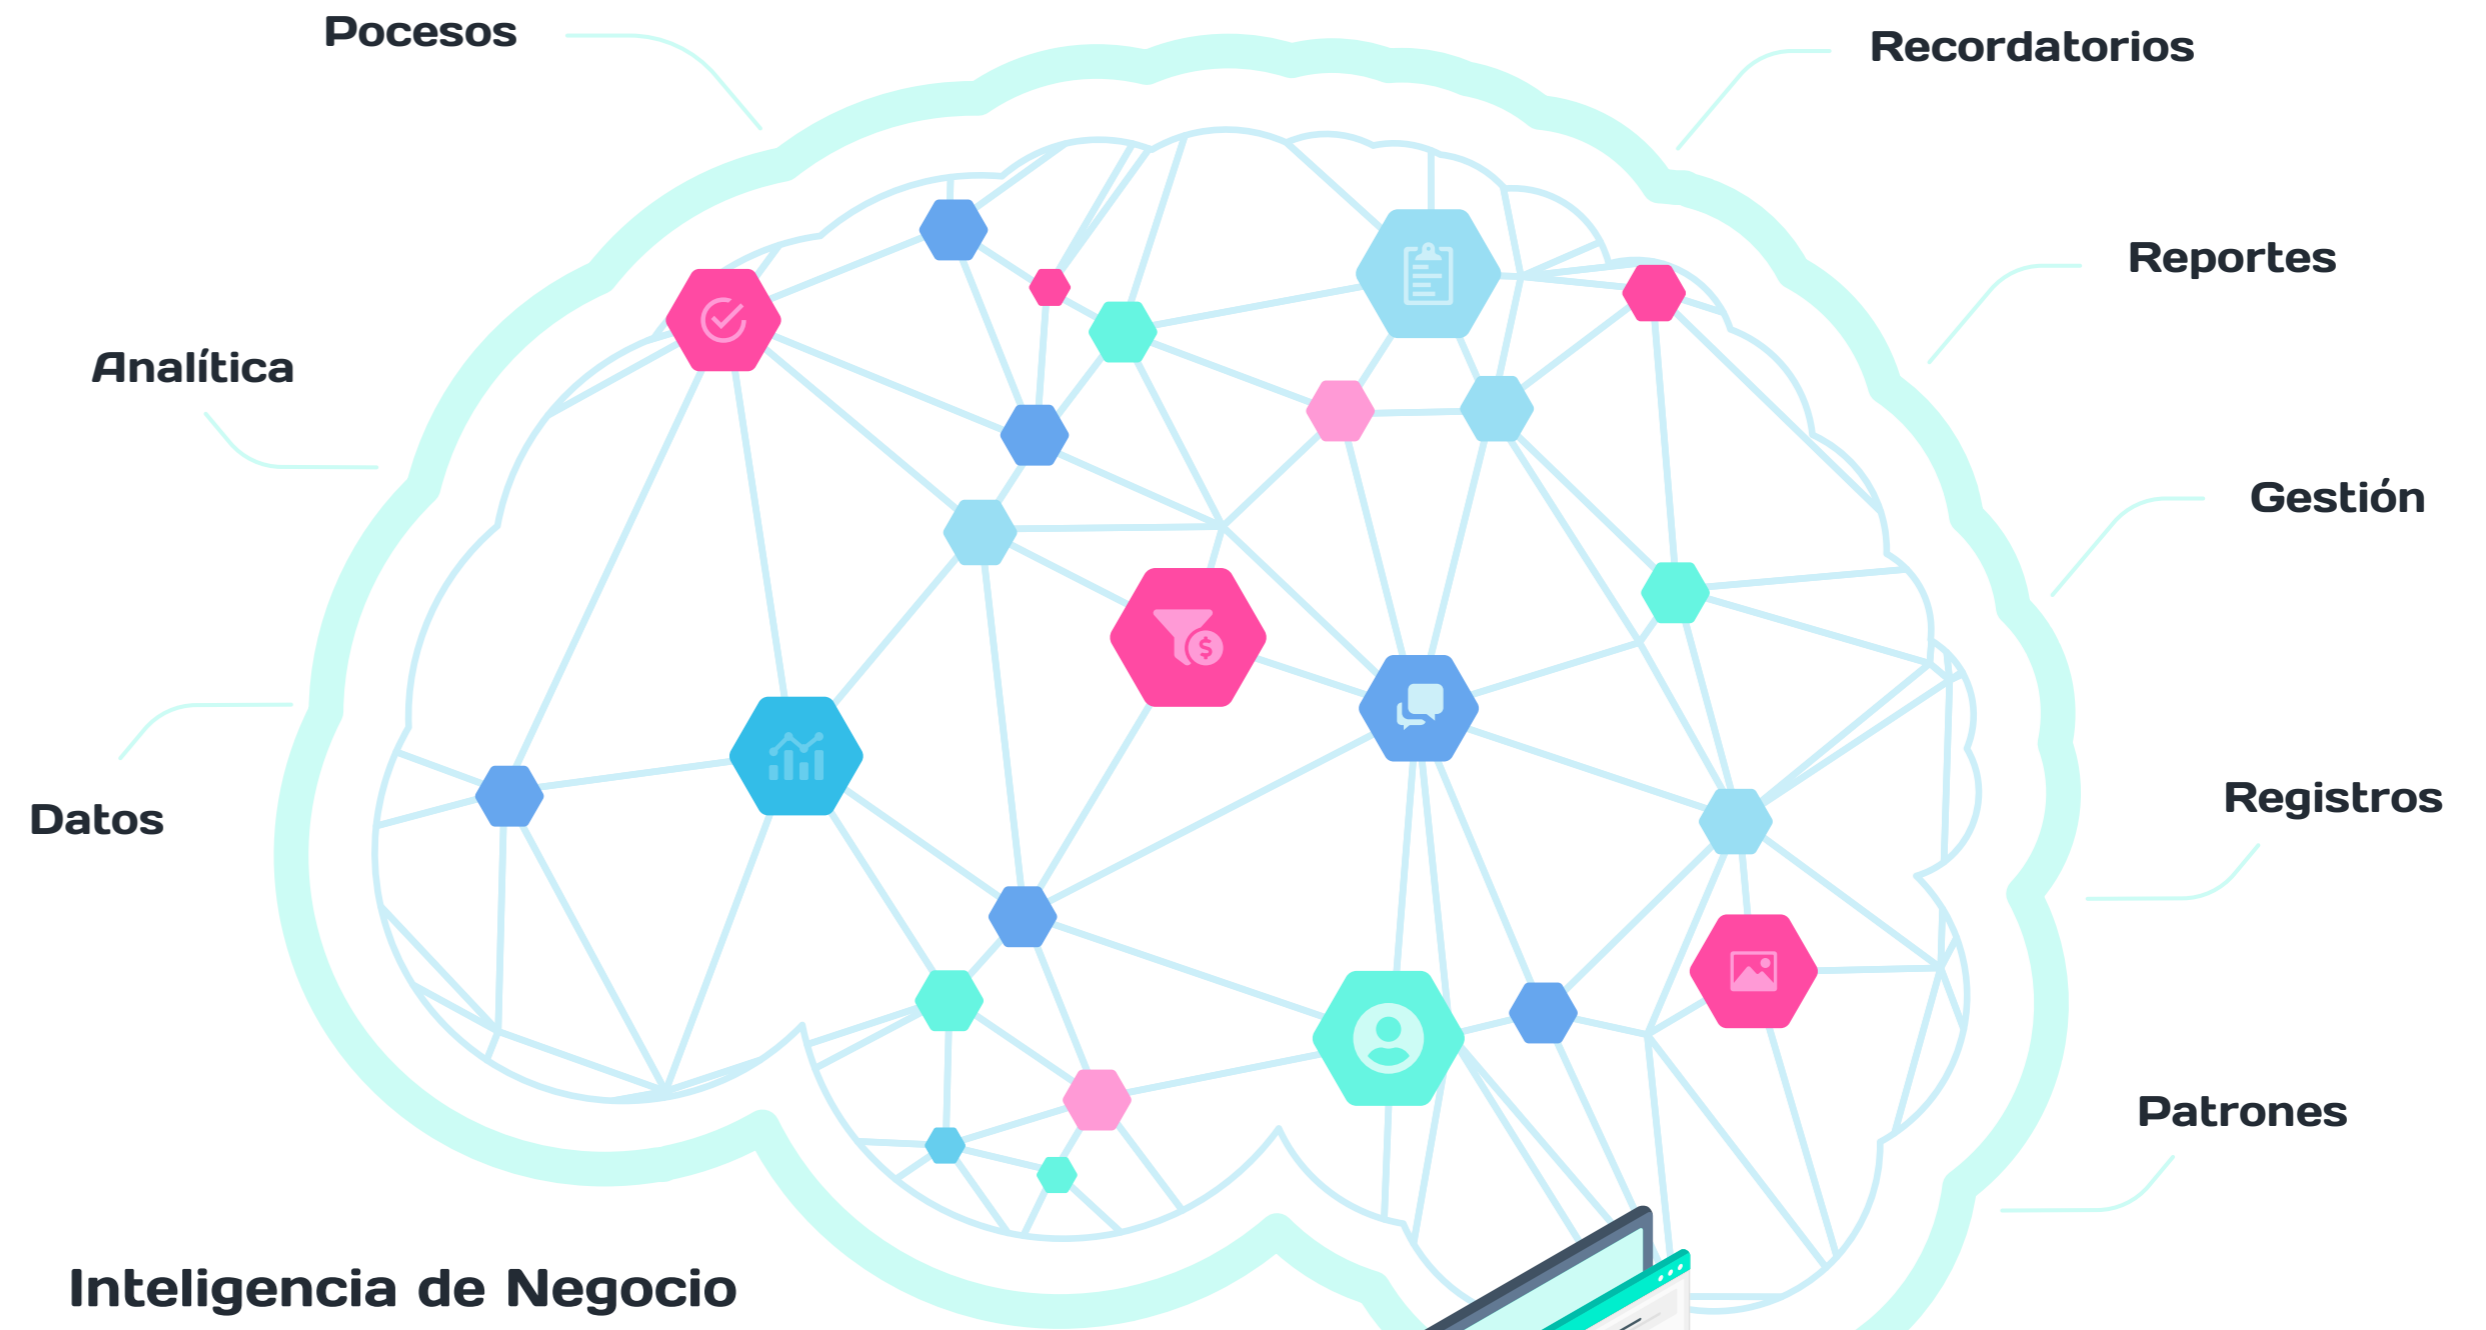 Pocesos
Recordatorios
Reportes
Analítica
Gestión
Registros
Datos
Patrones
Inteligencia de Negocio
$